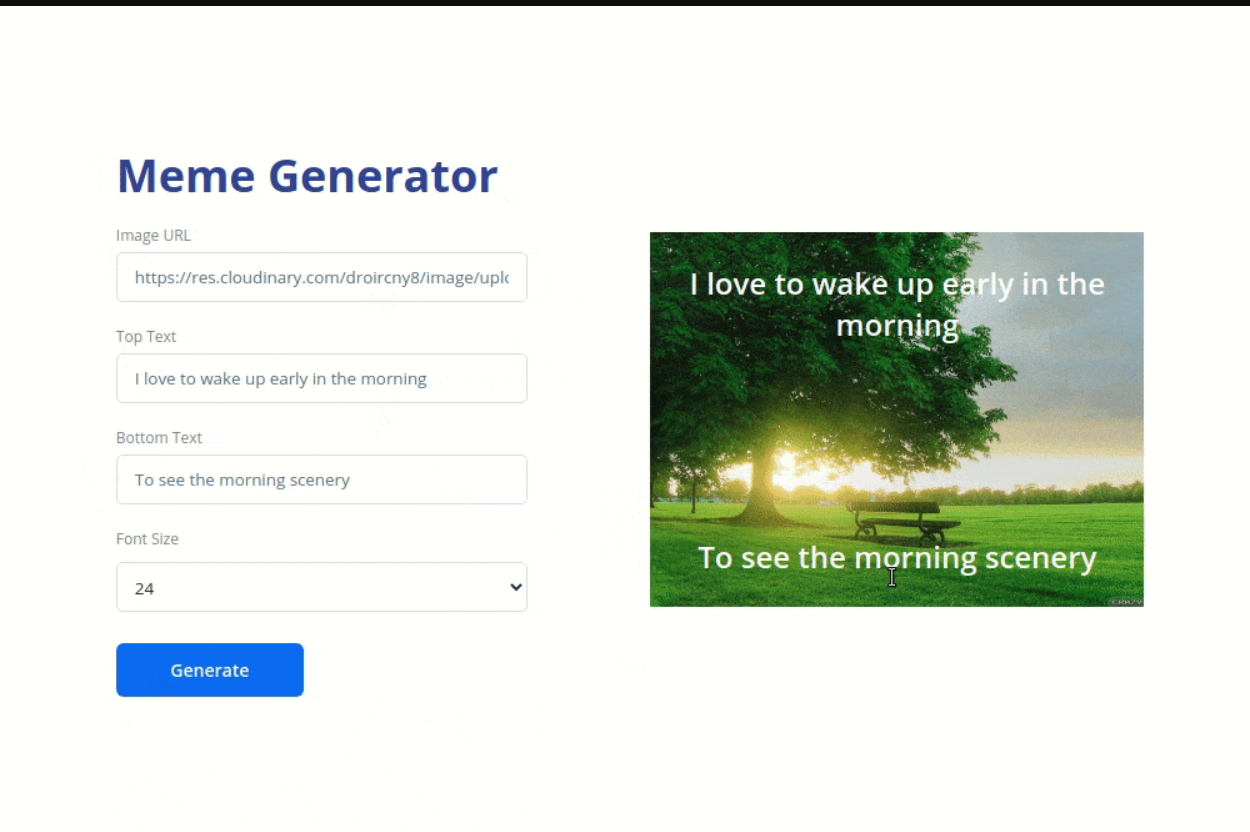 Meme Generator
Image URL
https://res.cloudinary.com/droircny8/image/uplo
Top Text
I love to wake up early in the morning
Bottom Text
To see the morning scenery
Font Size
24
Generate
I love to wake up early in the
morning
To see the morning scenery
CRAZY